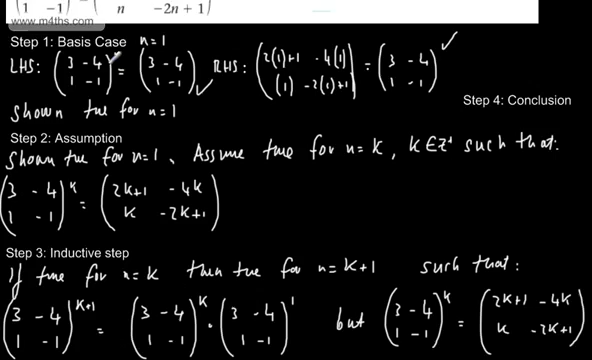 (1 -1) ( n -2n + 1)
www.m4ths.com
Step 1: Basis Case n=1
LHS: (3 -4) = (3 -4) RHS: (2(1)+1 -4(1)) = (3 -4) ✓
(1 -1) (1 -1) ✓ ((1) -2(1)+1) (1 -1)
Shown true for n=1
Step 4: Conclusion
Step 2: Assumption
Shown true for n=1, Assume true for n=k, k∈Z⁺ such that:
(3 -4)^k = (2k+1 -4k)
(1 -1) (k -2k+1)
Step 3: Inductive step
If true for n=k then true for n=k+1 such that:
(3 -4)^k+1 = (3 -4)^k · (3 -4)^1 but (3 -4)^k = (2k+1 -4k)
(1 -1) (1 -1) (1 -1) (1 -1) (k -2k+1)